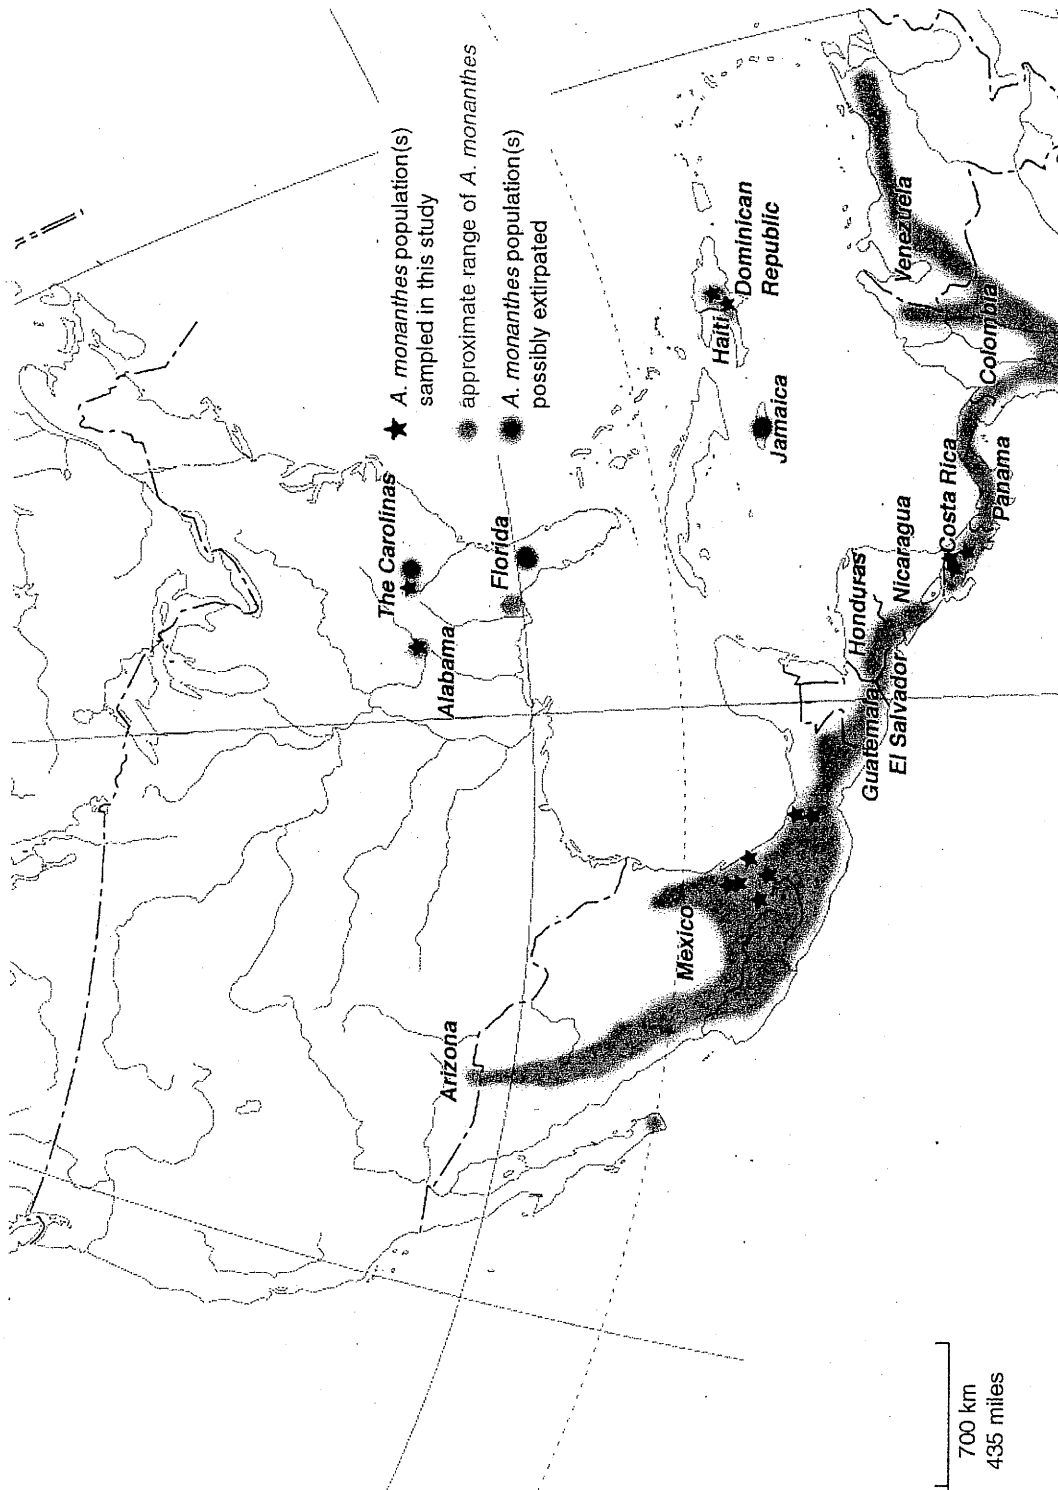 ★ A. monanthes population(s)
sampled in this study
approximate range of A. monanthes
A. monanthes population(s)
possibly extirpated
The Carolinas
Alabama
Florida
Arizona
Mexico
Haiti
Dominican
Republic
Jamaica
Guatemala
El Salvador
Honduras
Nicaragua
Costa Rica
Panama
Colombia
Venezuela
700 km
435 miles